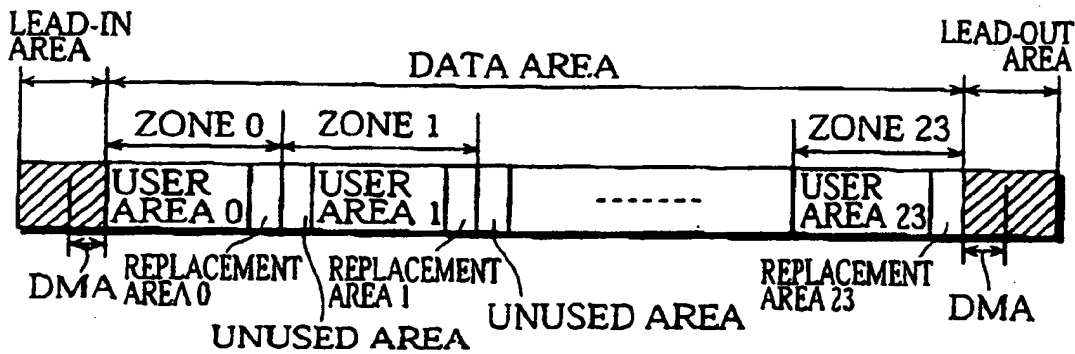 LEAD-IN
AREA
LEAD-OUT
AREA
DATA AREA
ZONE 0
ZONE 1
ZONE 23
USER
AREA 0
USER
AREA 1
USER
AREA 23
DMA
REPLACEMENT
AREA 0
REPLACEMENT
AREA 1
REPLACEMENT
AREA 23
DMA
UNUSED AREA
UNUSED AREA